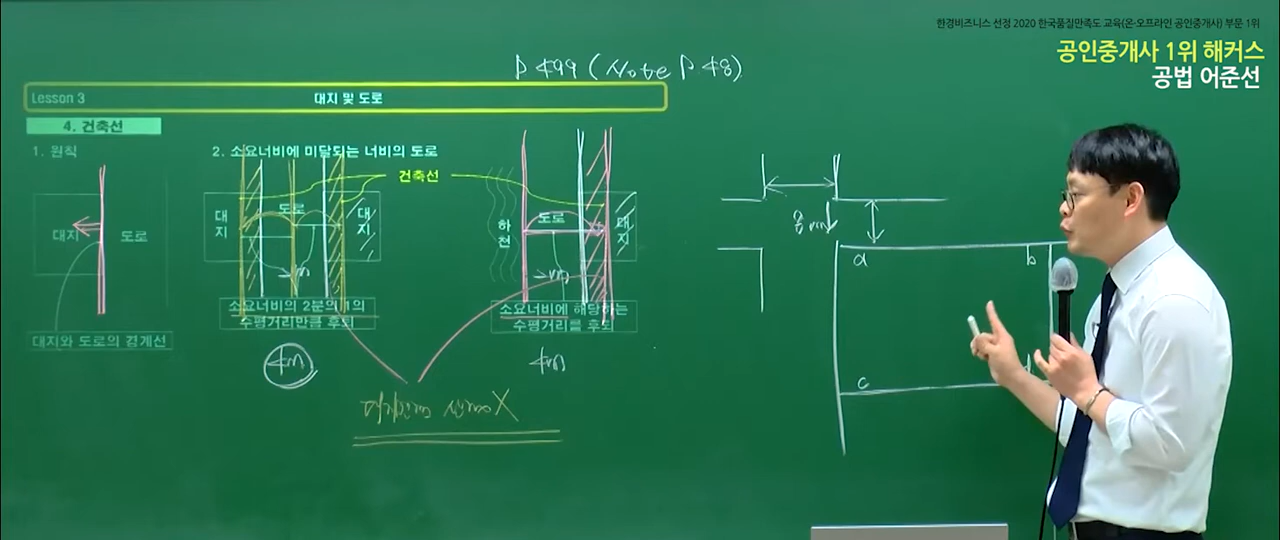 한경비즈니스 선정 2020 한국품질만족도 교육(온·오프라인 공인중개사) 부문 1위
공인중개사 1위 해커스
공법 어준선
P 499 (Note P 48)
Lesson 3 대지 및 도로
4. 건축선
1. 원칙
2. 소요너비에 미달되는 너비의 도로
건축선
대지 도로
대지 도로 대지
하천 도로 대지
소요너비의 2분의 1의
수평거리만큼 후퇴
소요너비에 해당하는
수평거리를 후퇴
대지와 도로의 경계선
4m
4m
X
a b
c d